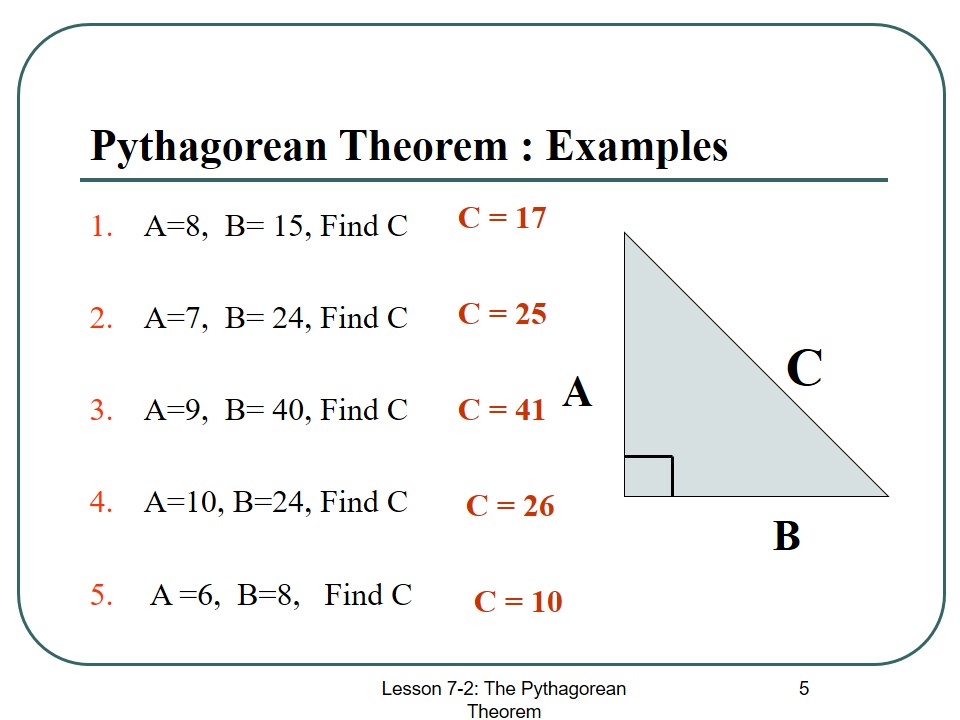 Pythagorean Theorem : Examples
1. A=8, B= 15, Find C C = 17
2. A=7, B= 24, Find C C = 25
3. A=9, B= 40, Find C C = 41
4. A=10, B=24, Find C C = 26
5. A =6, B=8, Find C C = 10
A
C
B
Lesson 7-2: The Pythagorean
Theorem
5